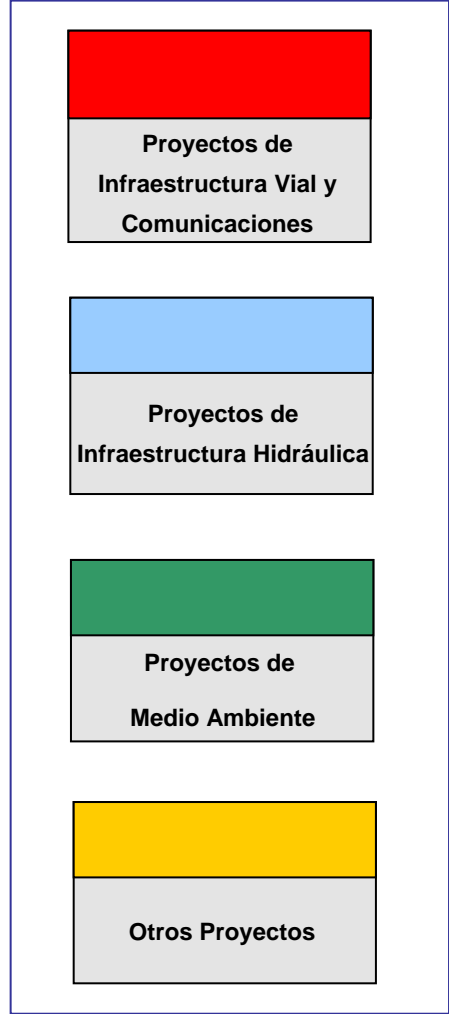 Proyectos de
Infraestructura Vial y
Comunicaciones
Proyectos de
Infraestructura Hidráulica
Proyectos de
Medio Ambiente
Otros Proyectos